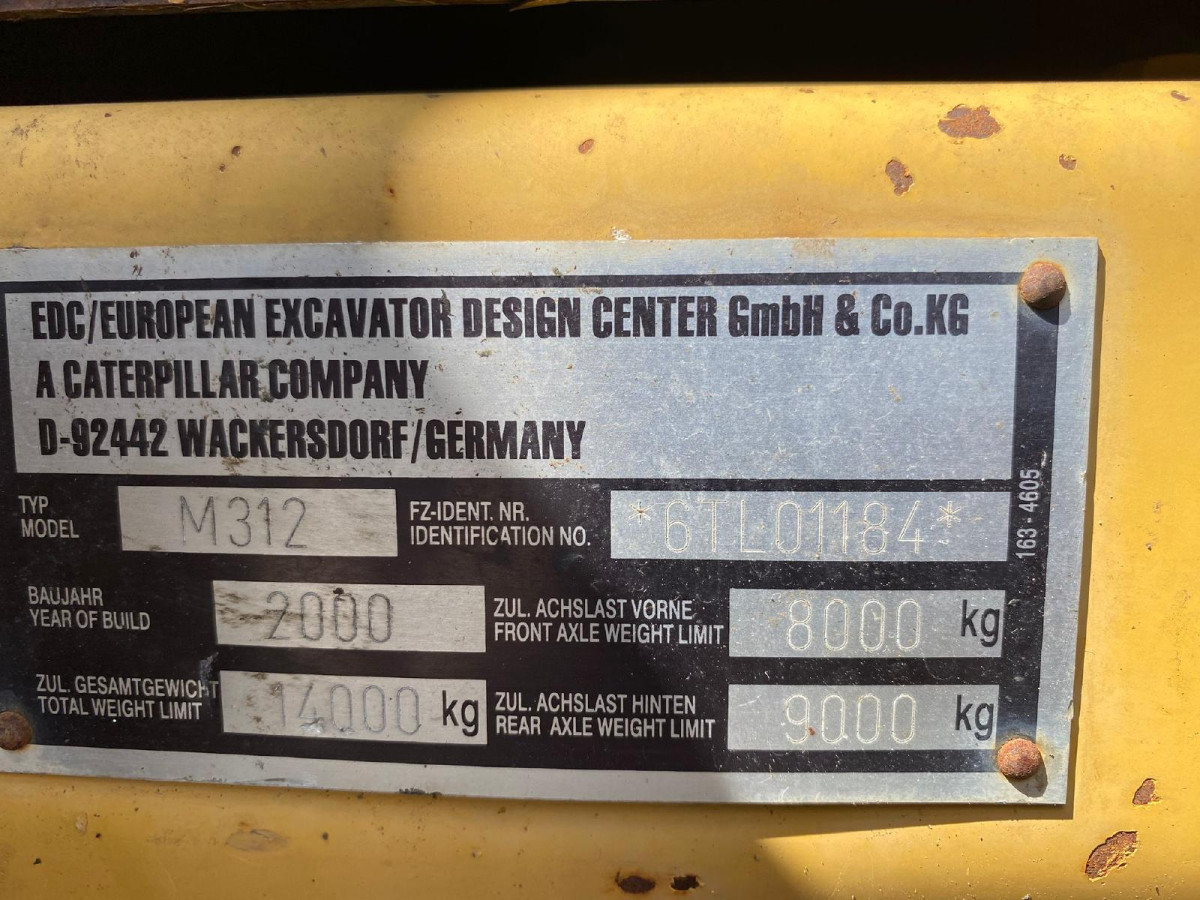 EDC/EUROPEAN EXCAVATOR DESIGN CENTER GmbH & Co.KG
A CATERPILLAR COMPANY
D-92442 WACKERSDORF/GERMANY
TYP
MODEL
M312
FZ-IDENT. NR.
IDENTIFICATION NO.
*6TL01184*
BAUJAHR
YEAR OF BUILD
2000
ZUL. ACHSLAST VORNE
FRONT AXLE WEIGHT LIMIT
8000 kg
ZUL. GESAMTGEWICHT
TOTAL WEIGHT LIMIT
14000 kg
ZUL. ACHSLAST HINTEN
REAR AXLE WEIGHT LIMIT
9000 kg
163-4605